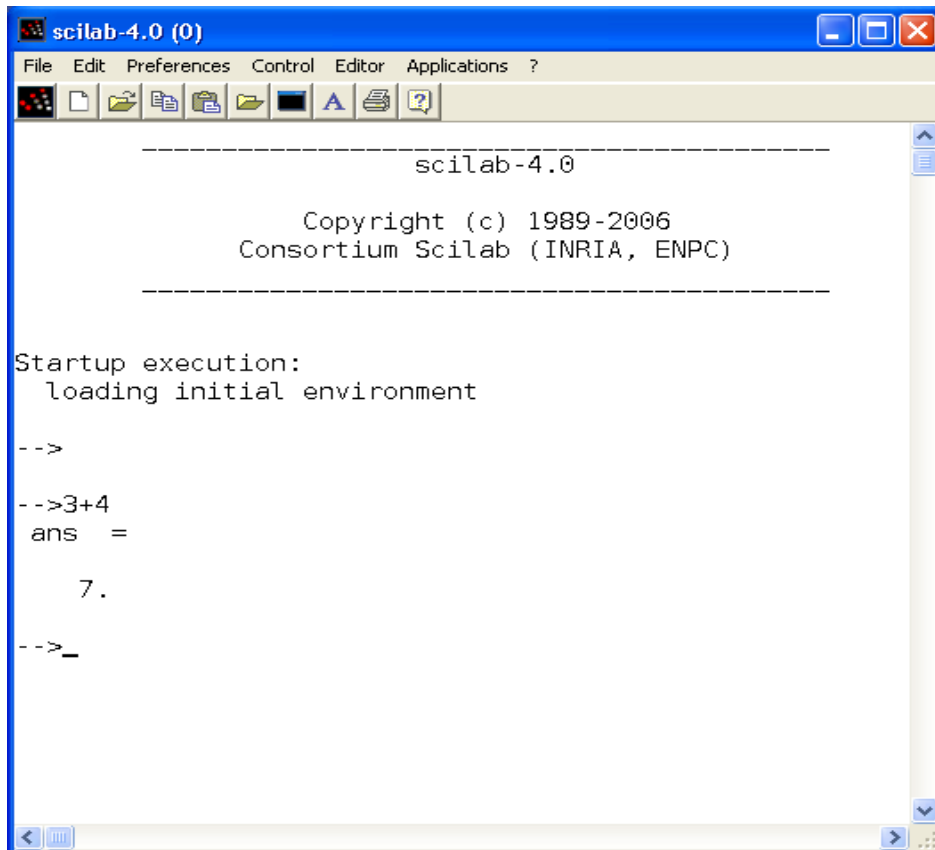 scilab-4.0 (0)
File Edit Preferences Control Editor Applications ?
scilab-4.0
Copyright (c) 1989-2006
Consortium Scilab (INRIA, ENPC)
Startup execution:
loading initial environment
-->
-->3+4
ans =
7.
-->_